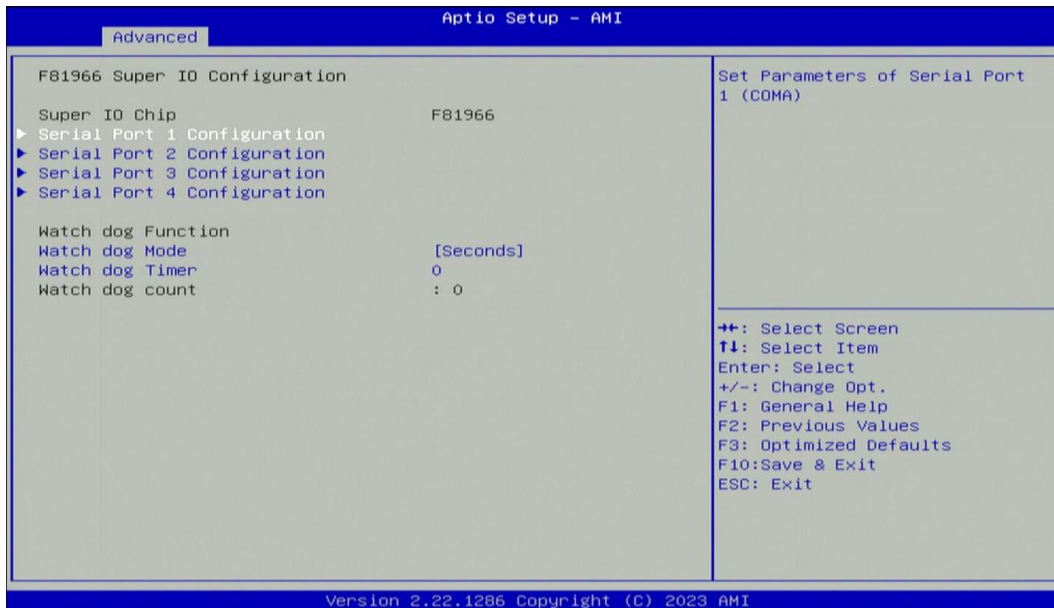 Aptio Setup – AMI
Advanced
F81966 Super IO Configuration
Super IO Chip F81966
► Serial Port 1 Configuration
► Serial Port 2 Configuration
► Serial Port 3 Configuration
► Serial Port 4 Configuration
Watch dog Function
Watch dog Mode [Seconds]
Watch dog Timer 0
Watch dog count : 0
Set Parameters of Serial Port
1 (COMA)
→←: Select Screen
↑↓: Select Item
Enter: Select
+/-: Change Opt.
F1: General Help
F2: Previous Values
F3: Optimized Defaults
F10:Save & Exit
ESC: Exit
Version 2.22.1286 Copyright (C) 2023 AMI